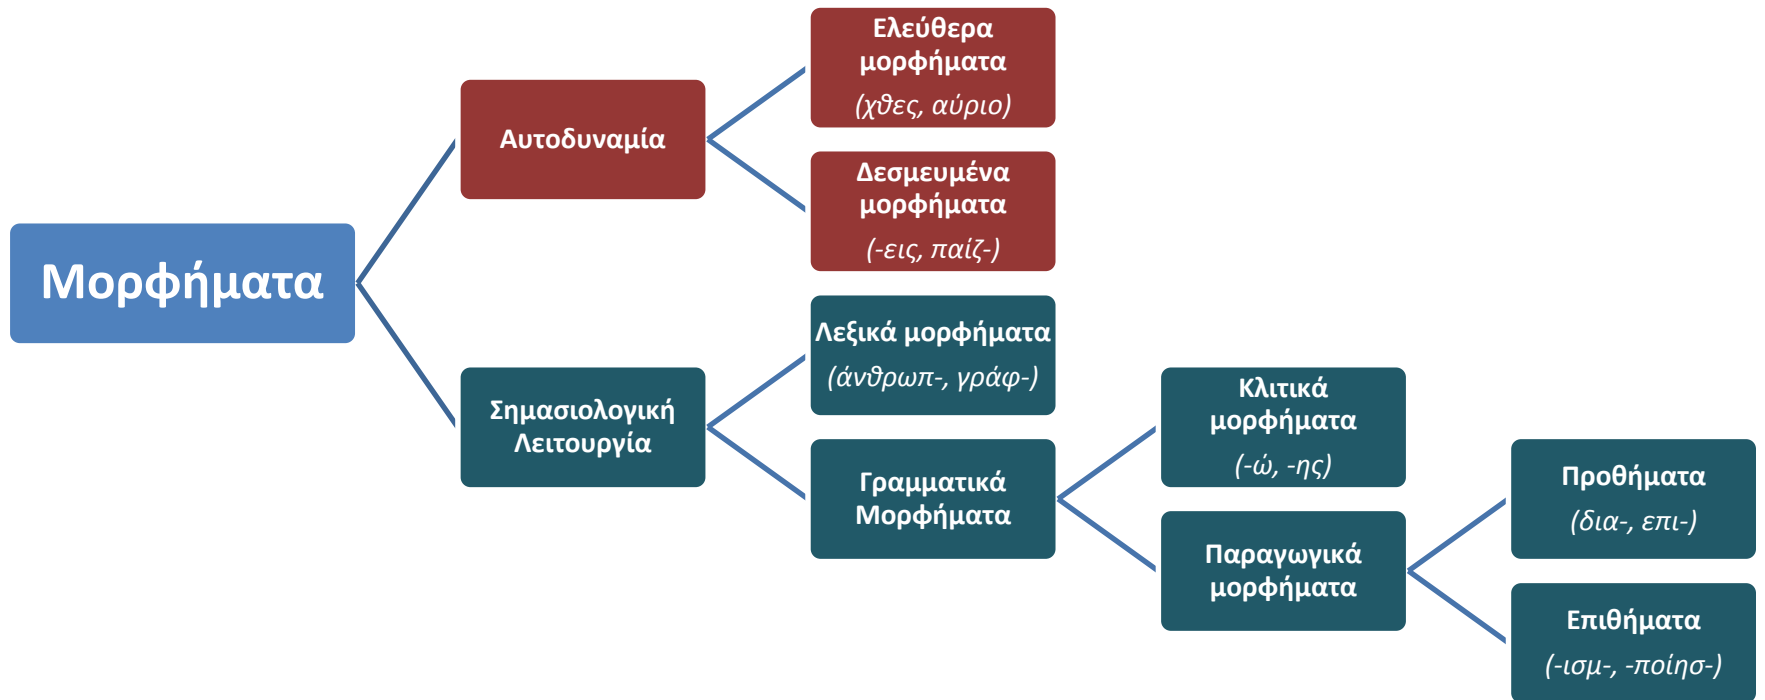 Μορφήματα
Αυτοδυναμία
Ελεύθερα
μορφήματα
(χθες, αύριο)
Δεσμευμένα
μορφήματα
(-εις, παίζ-)
Σημασιολογική
Λειτουργία
Λεξικά μορφήματα
(άνθρωπ-, γράφ-)
Γραμματικά
Μορφήματα
Κλιτικά
μορφήματα
(-ώ, -ης)
Παραγωγικά
μορφήματα
Προθήματα
(δια-, επι-)
Επιθήματα
(-ισμ-, -ποίησ-)